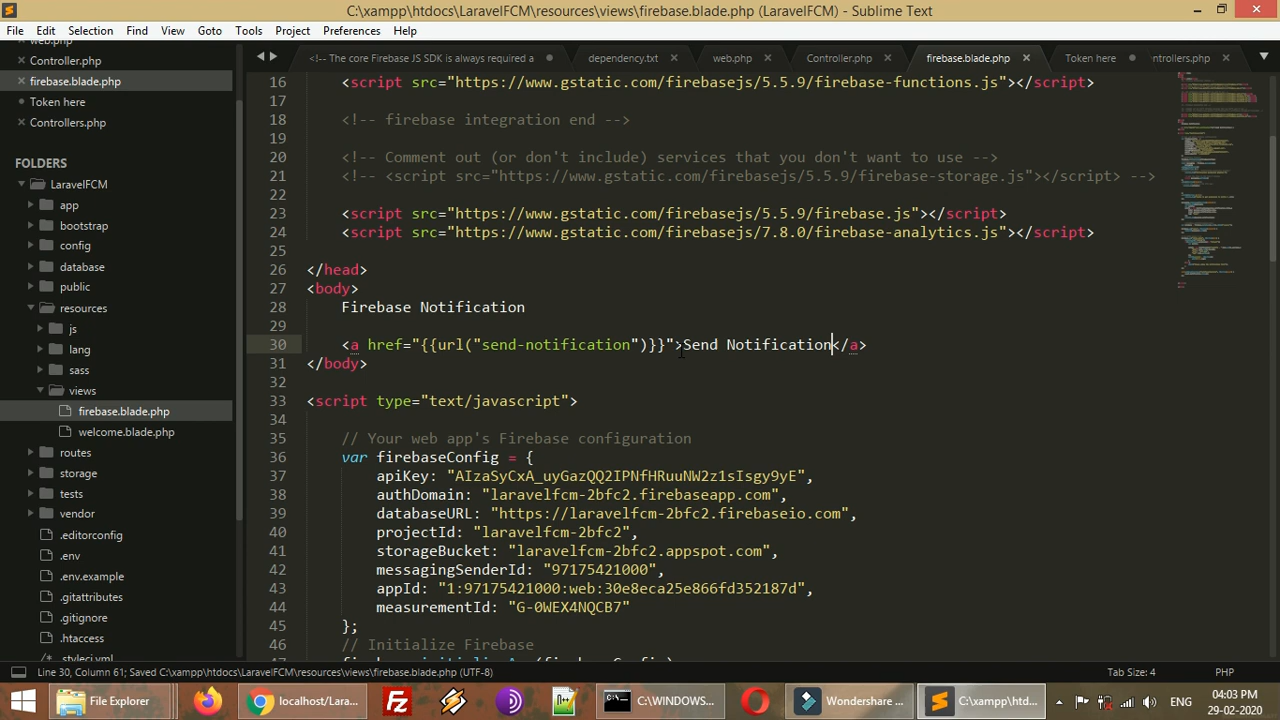 C:\xampp\htdocs\LaravelFCM\resources\views\firebase.blade.php (LaravelFCM) - Sublime Text
File Edit Selection Find View Goto Tools Project Preferences Help
web.php
Controller.php
firebase.blade.php
Token here
Controllers.php
FOLDERS
LaravelFCM
app
bootstrap
config
database
public
resources
js
lang
sass
views
firebase.blade.php
welcome.blade.php
routes
storage
tests
vendor
.editorconfig
.env
.env.example
.gitattributes
.gitignore
.htaccess
.styleci.yml
<!-- The core Firebase JS SDK is always required a
dependency.txt
web.php
Controller.php
firebase.blade.php
Token here
ntrollers.php
16 <script src="https://www.gstatic.com/firebasejs/5.5.9/firebase-functions.js"></script>
17
18 <!-- firebase integration end -->
19
20 <!-- Comment out (or don't include) services that you don't want to use -->
21 <!-- <script src="https://www.gstatic.com/firebasejs/5.5.9/firebase-storage.js"></script> -->
22
23 <script src="https://www.gstatic.com/firebasejs/5.5.9/firebase.js"></script>
24 <script src="https://www.gstatic.com/firebasejs/7.8.0/firebase-analytics.js"></script>
25
26 </head>
27 <body>
28 Firebase Notification
29
30 <a href="{{url("send-notification")}}">Send Notification</a>
31 </body>
32
33 <script type="text/javascript">
34
35 // Your web app's Firebase configuration
36 var firebaseConfig = {
37 apiKey: "AIzaSyCxA_uyGazQQ2IPNfHRuuNW2z1sIsgy9yE",
38 authDomain: "laravelfcm-2bfc2.firebaseapp.com",
39 databaseURL: "https://laravelfcm-2bfc2.firebaseio.com",
40 projectId: "laravelfcm-2bfc2",
41 storageBucket: "laravelfcm-2bfc2.appspot.com",
42 messagingSenderId: "97175421000",
43 appId: "1:97175421000:web:30e8eca25e866fd352187d",
44 measurementId: "G-0WEX4NQCB7"
45 };
46 // Initialize Firebase
47 firebase.initializeApp(firebaseConfig)
Line 30, Column 61; Saved C:\xampp\htdocs\LaravelFCM\resources\views\firebase.blade.php (UTF-8)
Tab Size: 4
PHP
File Explorer
localhost/Lara...
C:\WINDOWS...
Wondershare ...
C:\xampp\htd...
ENG
04:03 PM
29-02-2020